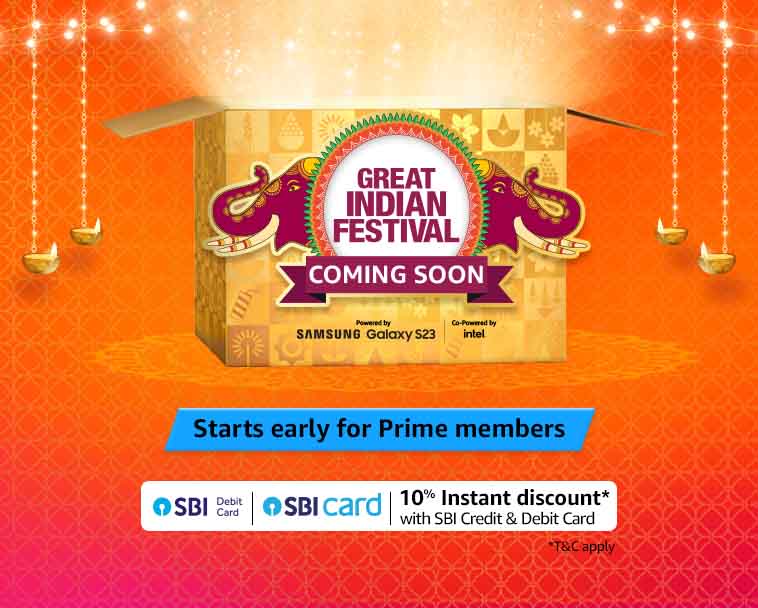 GREAT
INDIAN
FESTIVAL
COMING SOON
Powered by
SAMSUNG Galaxy S23
Co-Powered by
intel
Starts early for Prime members
SBI Debit Card
SBI card
10% Instant discount*
with SBI Credit & Debit Card
*T&C apply